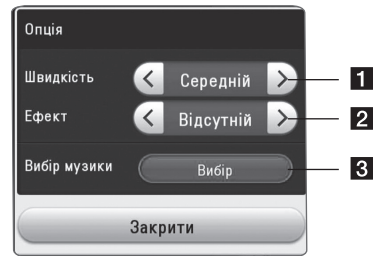 Опція
Швидкість < Середній > 1
Ефект < Відсутній > 2
Вибір музики Вибір 3
Закрити